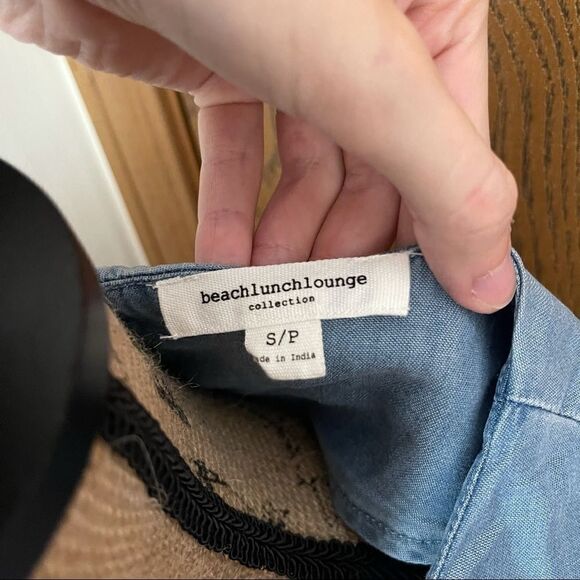 beachlunchlounge
collection
S/P
ade in India